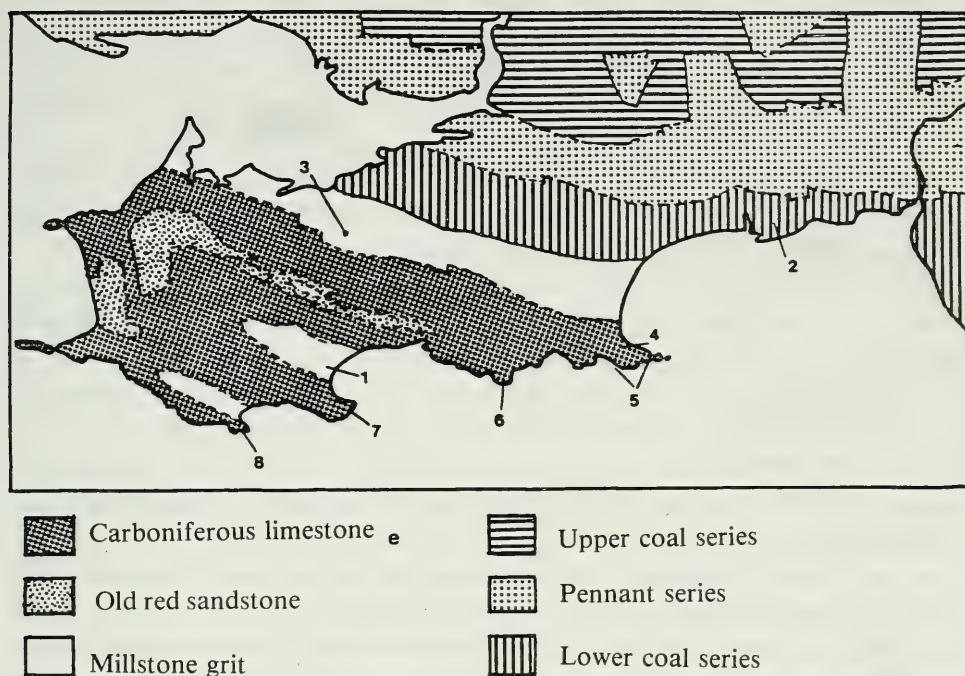 3
2
4
1
5
6
7
8
Carboniferous limestone e
Upper coal series
Old red sandstone
Pennant series
Millstone grit
Lower coal series